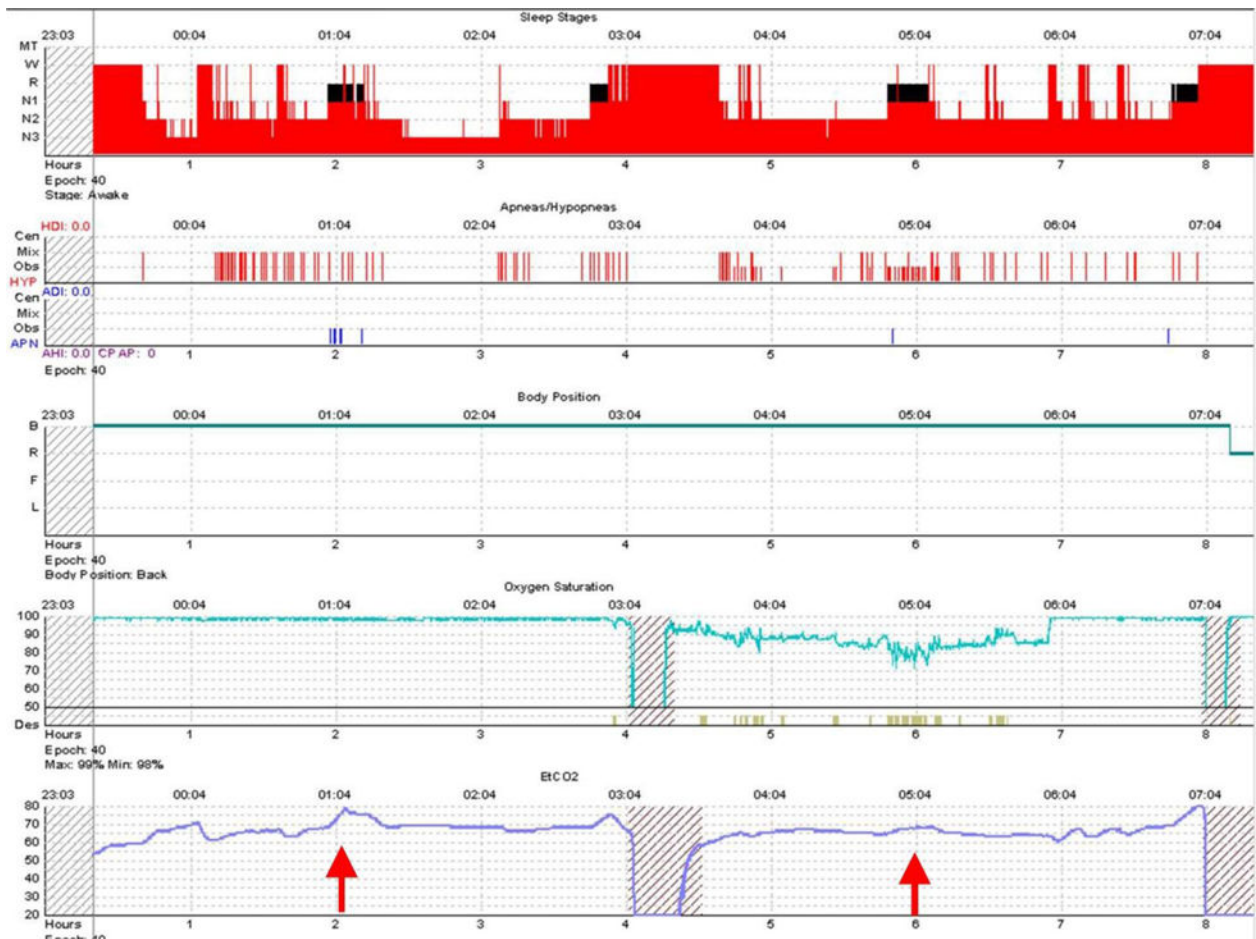 Sleep Stages
23:03 00:04 01:04 02:04 03:04 04:04 05:04 06:04 07:04
MT
W
R
N1
N2
N3
Hours 1 2 3 4 5 6 7 8
Epoch: 40
Stage: Awake
Apneas/Hypopneas
HDI: 0.0 00:04 01:04 02:04 03:04 04:04 05:04 06:04 07:04
Cen
Mix
Obs
HYP
ADI: 0.0
Cen
Mix
Obs
APN
AHI: 0.0 CPAP: 0 1 2 3 4 5 6 7 8
Epoch: 40
Body Position
23:03 00:04 01:04 02:04 03:04 04:04 05:04 06:04 07:04
B
R
F
L
Hours 1 2 3 4 5 6 7 8
Epoch: 40
Body Position: Back
Oxygen Saturation
23:03 00:04 01:04 02:04 03:04 04:04 05:04 06:04 07:04
100
90
80
70
60
50
Des
Hours 1 2 3 4 5 6 7 8
Epoch: 40
Max: 99% Min: 98%
EtCO2
23:03 00:04 01:04 02:04 03:04 04:04 05:04 06:04 07:04
80
70
60
50
40
30
20
Hours 1 2 3 4 5 6 7 8